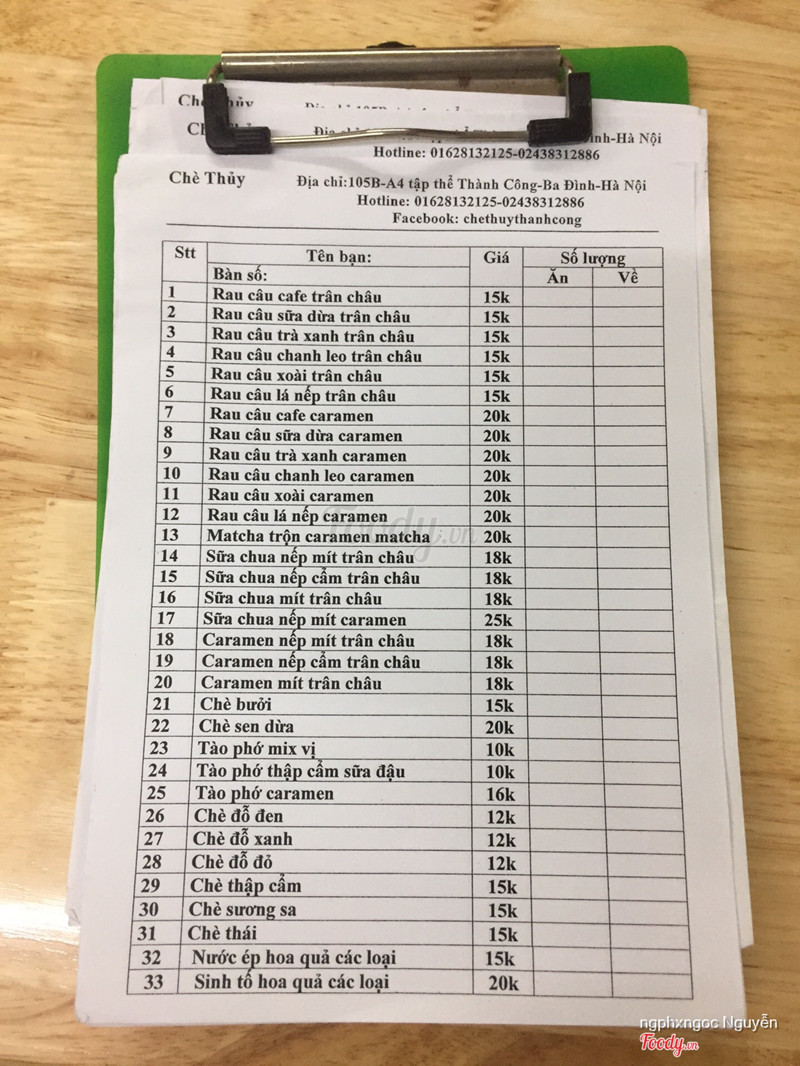 Chè Thủy
Đình-Hà Nội
Hotline: 01628132125-02438312886
Chè Thủy
Địa chỉ:105B-A4 tập thể Thành Công-Ba Đình-Hà Nội
Hotline: 01628132125-02438312886
Facebook: chethuythanhcong
Stt Tên bạn: Giá Số lượng
Bàn số: Ăn Về
1 Rau câu cafe trân châu 15k
2 Rau câu sữa dừa trân châu 15k
3 Rau câu trà xanh trân châu 15k
4 Rau câu chanh leo trân châu 15k
5 Rau câu xoài trân châu 15k
6 Rau câu lá nếp trân châu 15k
7 Rau câu cafe caramen 20k
8 Rau câu sữa dừa caramen 20k
9 Rau câu trà xanh caramen 20k
10 Rau câu chanh leo caramen 20k
11 Rau câu xoài caramen 20k
12 Rau câu lá nếp caramen 20k
13 Matcha trộn caramen matcha 20k
14 Sữa chua nếp mít trân châu 18k
15 Sữa chua nếp cẩm trân châu 18k
16 Sữa chua mít trân châu 18k
17 Sữa chua nếp mít caramen 25k
18 Caramen nếp mít trân châu 18k
19 Caramen nếp cẩm trân châu 18k
20 Caramen mít trân châu 18k
21 Chè bưởi 15k
22 Chè sen dừa 20k
23 Tào phớ mix vị 10k
24 Tào phớ thập cẩm sữa đậu 10k
25 Tào phớ caramen 16k
26 Chè đỗ đen 12k
27 Chè đỗ xanh 12k
28 Chè đỗ đỏ 12k
29 Chè thập cẩm 15k
30 Chè sương sa 15k
31 Chè thái 15k
32 Nước ép hoa quả các loại 15k
33 Sinh tố hoa quả các loại 20k
Foody.vn
ngphxngoc Nguyễn
Foody.vn